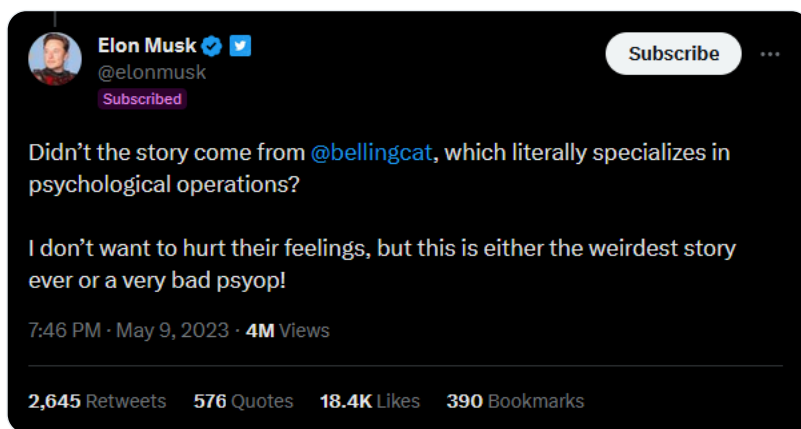 Elon Musk
@elonmusk
Subscribed
Subscribe
Didn’t the story come from @bellingcat, which literally specializes in
psychological operations?
I don’t want to hurt their feelings, but this is either the weirdest story
ever or a very bad psyop!
7:46 PM · May 9, 2023 · 4M Views
2,645 Retweets 576 Quotes 18.4K Likes 390 Bookmarks